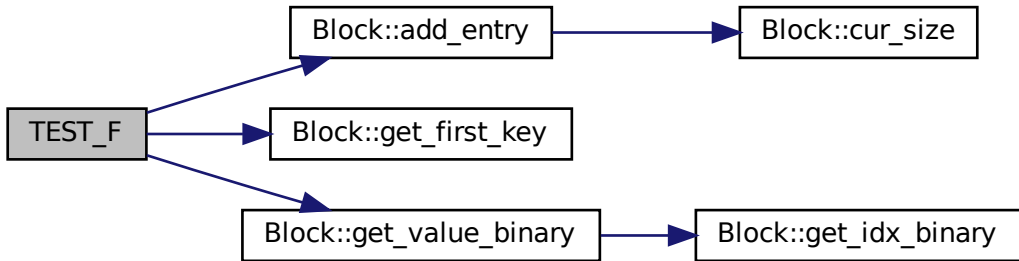 Block::add_entry
Block::cur_size
TEST_F
Block::get_first_key
Block::get_value_binary
Block::get_idx_binary